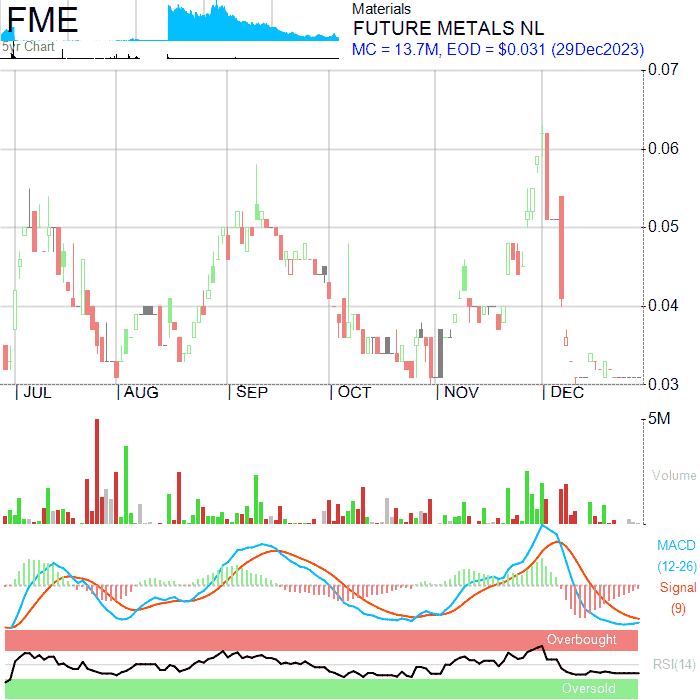 FME
5yr Chart
Materials
FUTURE METALS NL
MC = 13.7M, EOD = $0.031 (29Dec2023)
0.07
0.06
0.05
0.04
0.03
JUL AUG SEP OCT NOV DEC
5M
Volume
MACD
(12-26)
Signal
(9)
Overbought
RSI(14)
Oversold